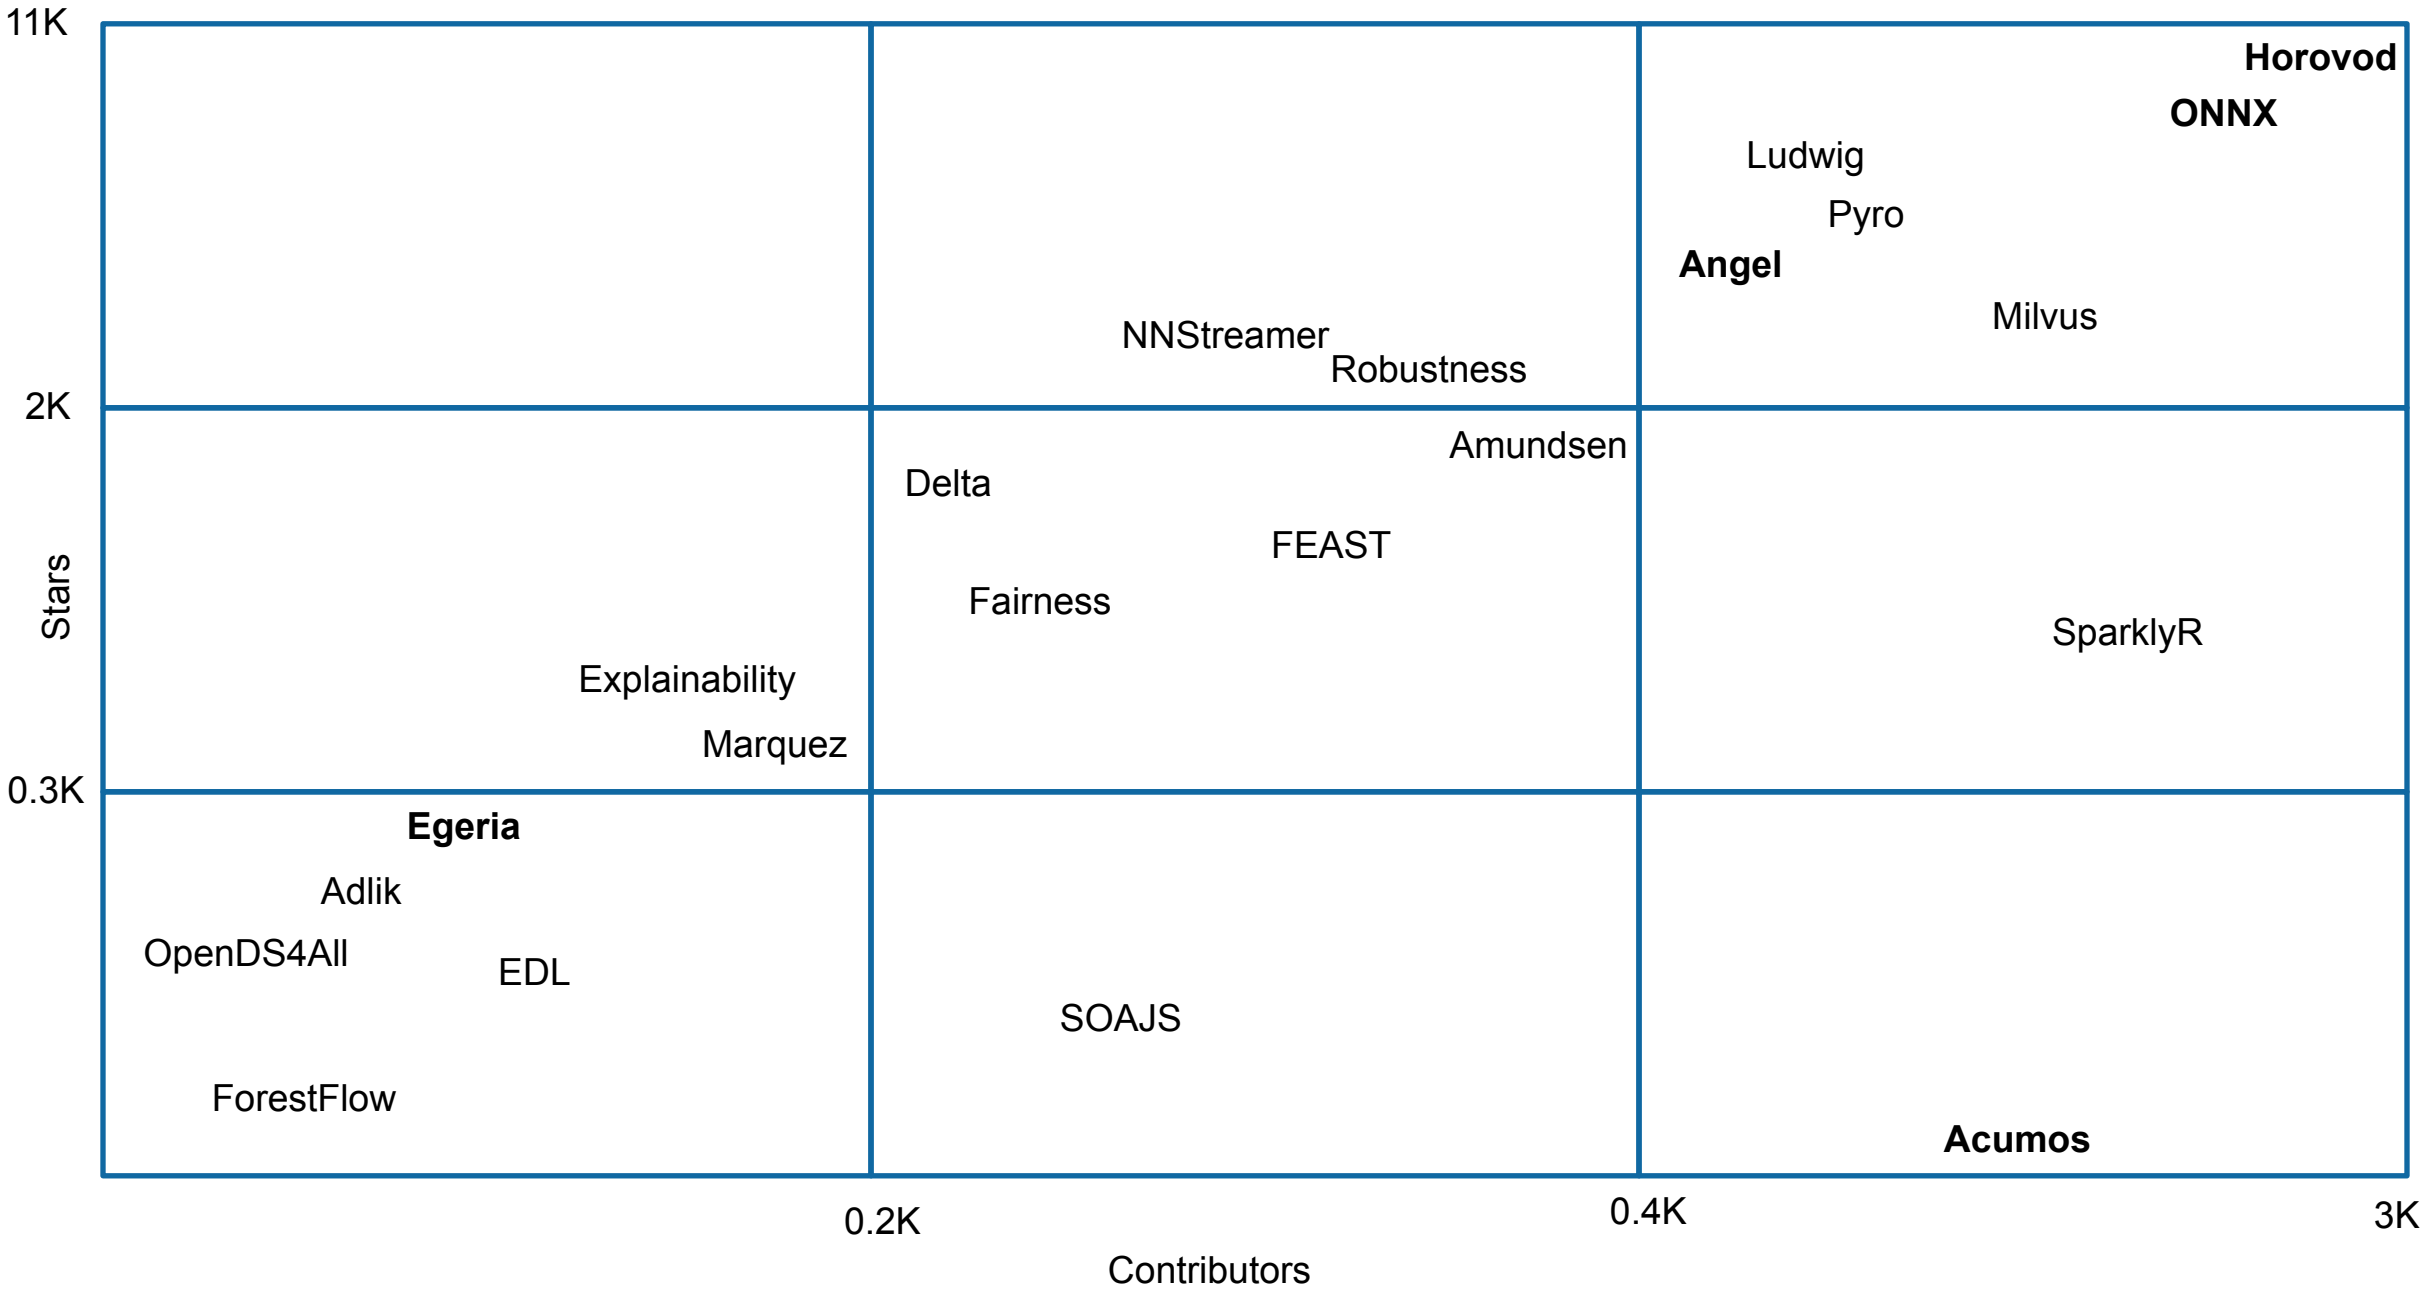 11K
Horovod
ONNX
Ludwig
Pyro
Angel
Milvus
NNStreamer
Robustness
2K
Amundsen
Delta
FEAST
Fairness
Stars
SparklyR
Explainability
Marquez
0.3K
Egeria
Adlik
OpenDS4All
EDL
SOAJS
ForestFlow
Acumos
0.2K
0.4K
3K
Contributors